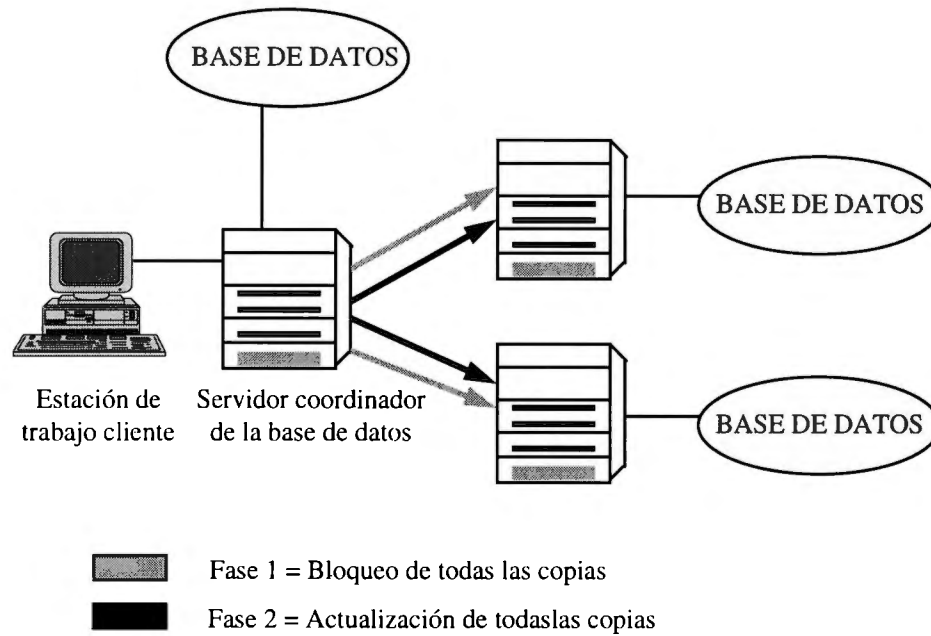 BASE DE DATOS
BASE DE DATOS
Estación de
trabajo cliente
Servidor coordinador
de la base de datos
BASE DE DATOS
Fase 1 = Bloqueo de todas las copias
Fase 2 = Actualización de todaslas copias